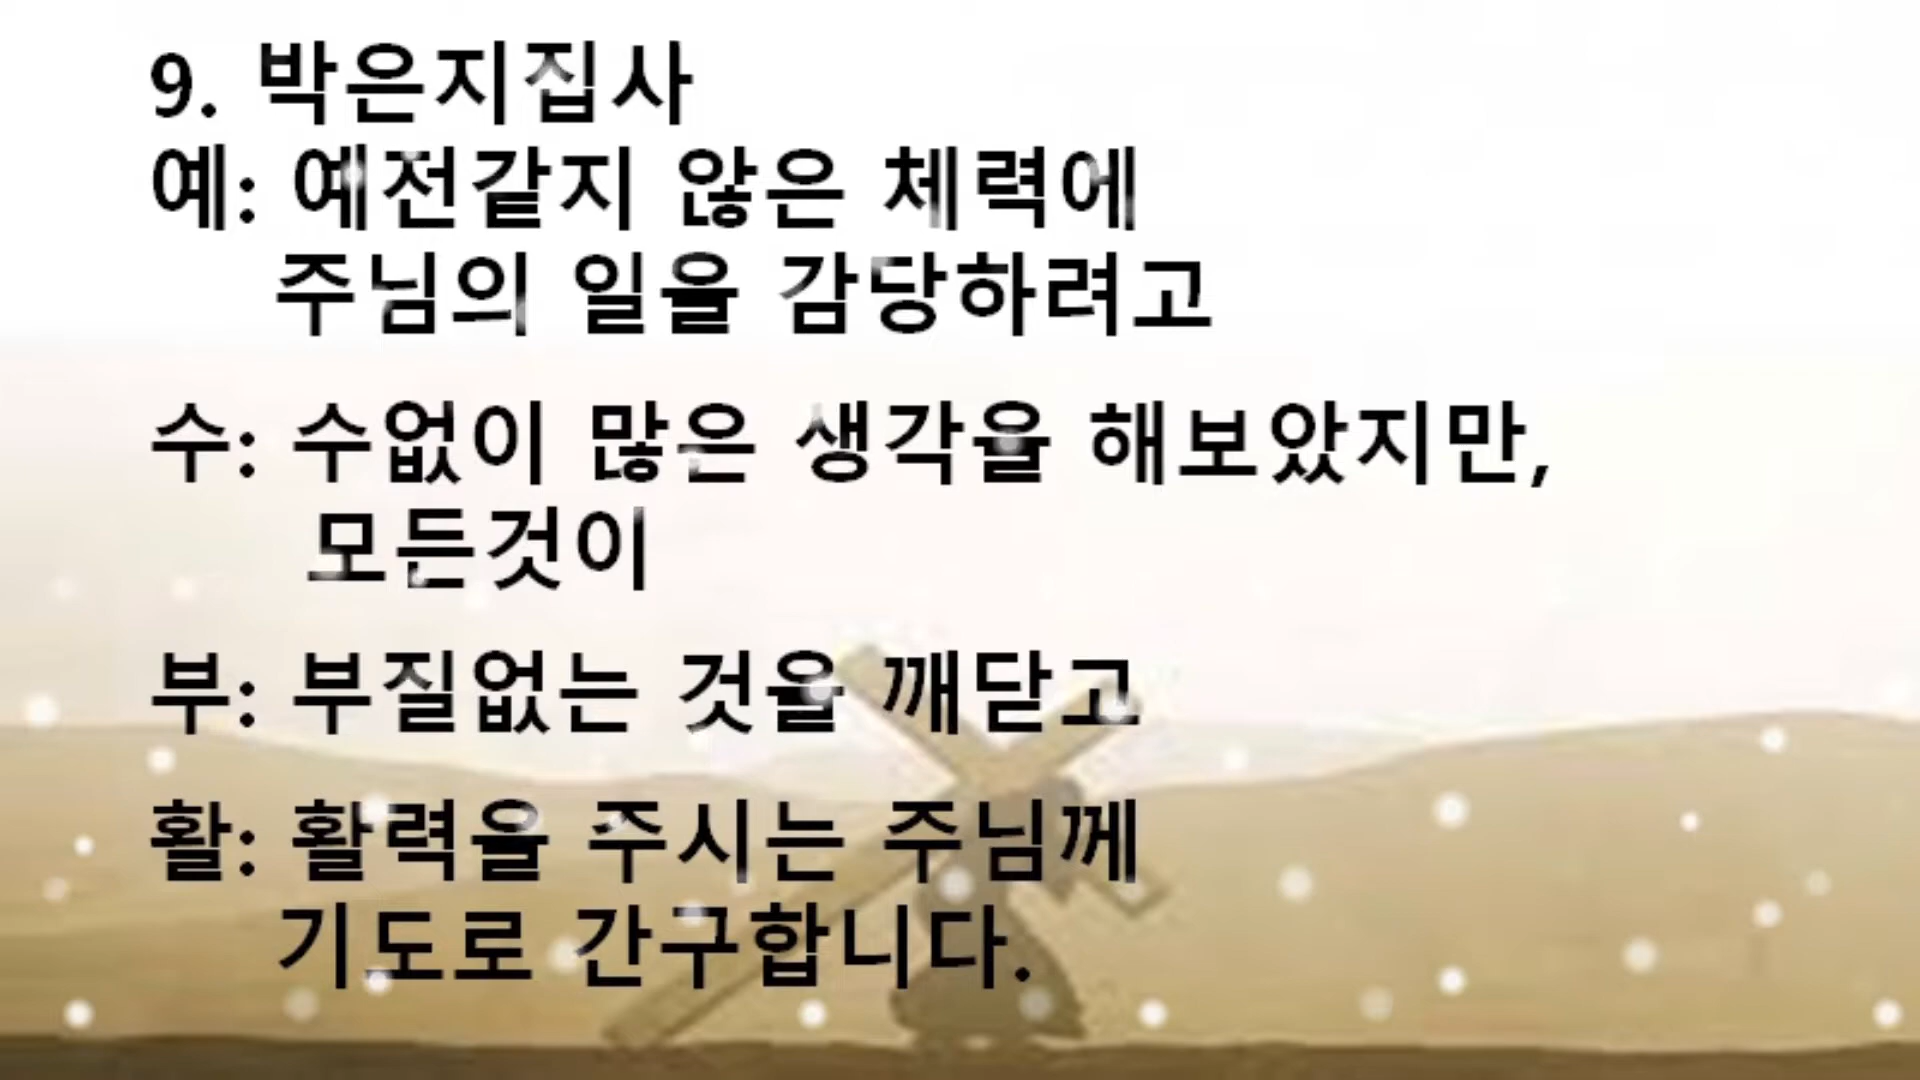 9. 박은지집사
예: 예전같지 않은 체력에
주님의 일을 감당하려고
수: 수없이 많은 생각을 해보았지만,
모든것이
부: 부질없는 것을 깨닫고
활: 활력을 주시는 주님께
기도로 간구합니다.